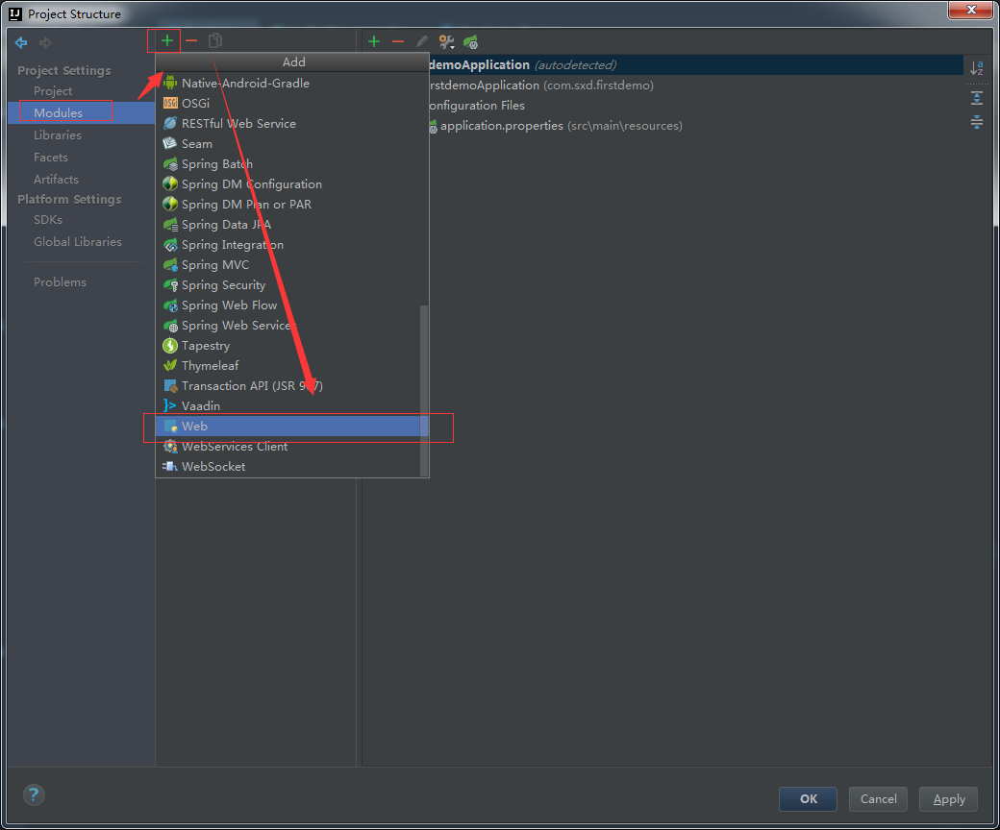 Project Structure
Project Settings
Project
Modules
Libraries
Facets
Artifacts
Platform Settings
SDKs
Global Libraries
Problems
Add
Native-Android-Gradle
OSGi
RESTful Web Service
Seam
Spring Batch
Spring DM Configuration
Spring DM Plan or PAR
Spring Data JPA
Spring Integration
Spring MVC
Spring Security
Spring Web Flow
Spring Web Services
Tapestry
Thymeleaf
Transaction API (JSR 907)
Vaadin
Web
WebServices Client
WebSocket
demoApplication (autodetected)
rstdemoApplication (com.sxd.firstdemo)
onfiguration Files
application.properties (src\main\resources)
OK
Cancel
Apply